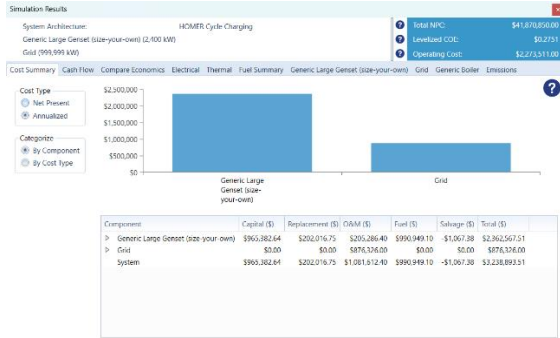 Simulation Results
System Architecture: HOMER Cycle Charging
Generic Large Genset (size-your-own) (2,400 kW)
Grid (999,999 kW)
Total NPC: $41,870,850.00
Levelized COE: $0.2751
Operating Cost: $2,273,511.00
Cost Summary Cash Flow Compare Economics Electrical Thermal Fuel Summary Generic Large Genset (size-your-own) Grid Generic Boiler Emissions
Cost Type
Net Present
Annualized
Categorize
By Component
By Cost Type
$2,500,000
$2,000,000
$1,500,000
$1,000,000
$500,000
$0
Generic Large
Genset (size-
your-own)
Grid
Component Capital ($) Replacement ($) O&M ($) Fuel ($) Salvage ($) Total ($)
Generic Large Genset (size-your-own) $965,382.64 $202,016.75 $205,286.40 $990,949.10 -$1,067.38 $2,362,567.51
Grid $0.00 $0.00 $876,326.00 $0.00 $0.00 $876,326.00
System $965,382.64 $202,016.75 $1,081,612.40 $990,949.10 -$1,067.38 $3,238,893.51